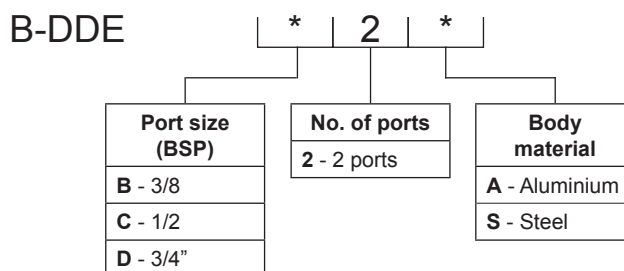 B-DDE * 2 *
Port size
(BSP)
B - 3/8
C - 1/2
D - 3/4”
No. of ports
2 - 2 ports
Body
material
A - Aluminium
S - Steel